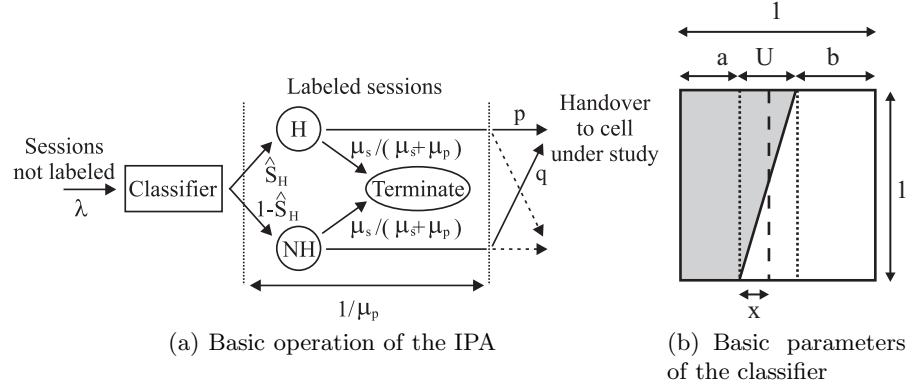 Labeled sessions
Sessions
not labeled
λ
Classifier
Ŝ_H
1-Ŝ_H
H
NH
μ_s/(μ_s+μ_p)
Terminate
μ_s/(μ_s+μ_p)
p
q
Handover
to cell
under study
1/μ_p
(a) Basic operation of the IPA
1
a
U
b
1
x
(b) Basic parameters
of the classifier